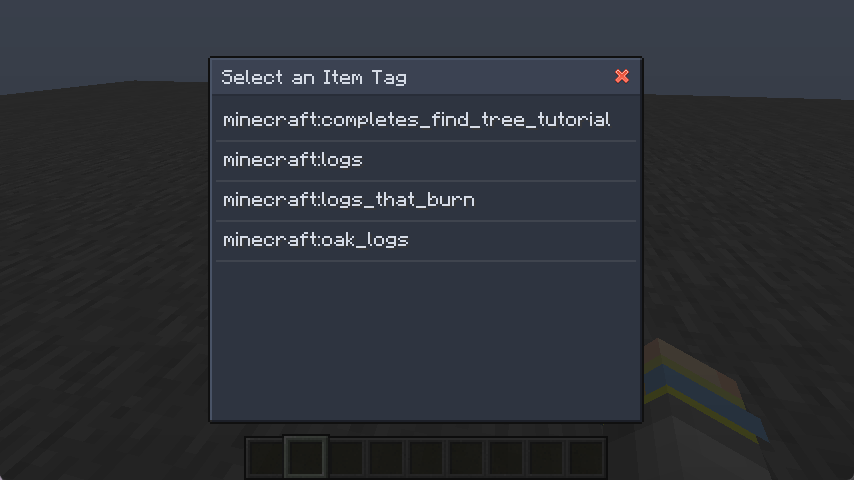 Select an Item Tag
minecraft:completes_find_tree_tutorial
minecraft:logs
minecraft:logs_that_burn
minecraft:oak_logs